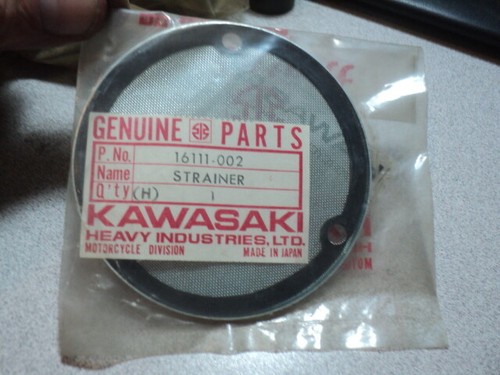 GENUINE PARTS
P. No. 16111-002
Name STRAINER
Q'ty (H) 1
KAWASAKI
HEAVY INDUSTRIES, LTD.
MOTORCYCLE DIVISION MADE IN JAPAN